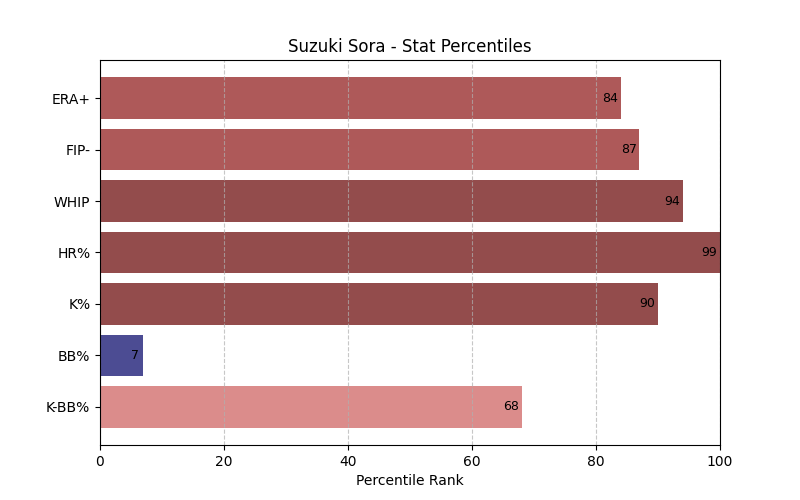 Suzuki Sora - Stat Percentiles
ERA+ 84
FIP- 87
WHIP 94
HR% 99
K% 90
BB% 7
K-BB% 68
0 20 40 60 80 100
Percentile Rank